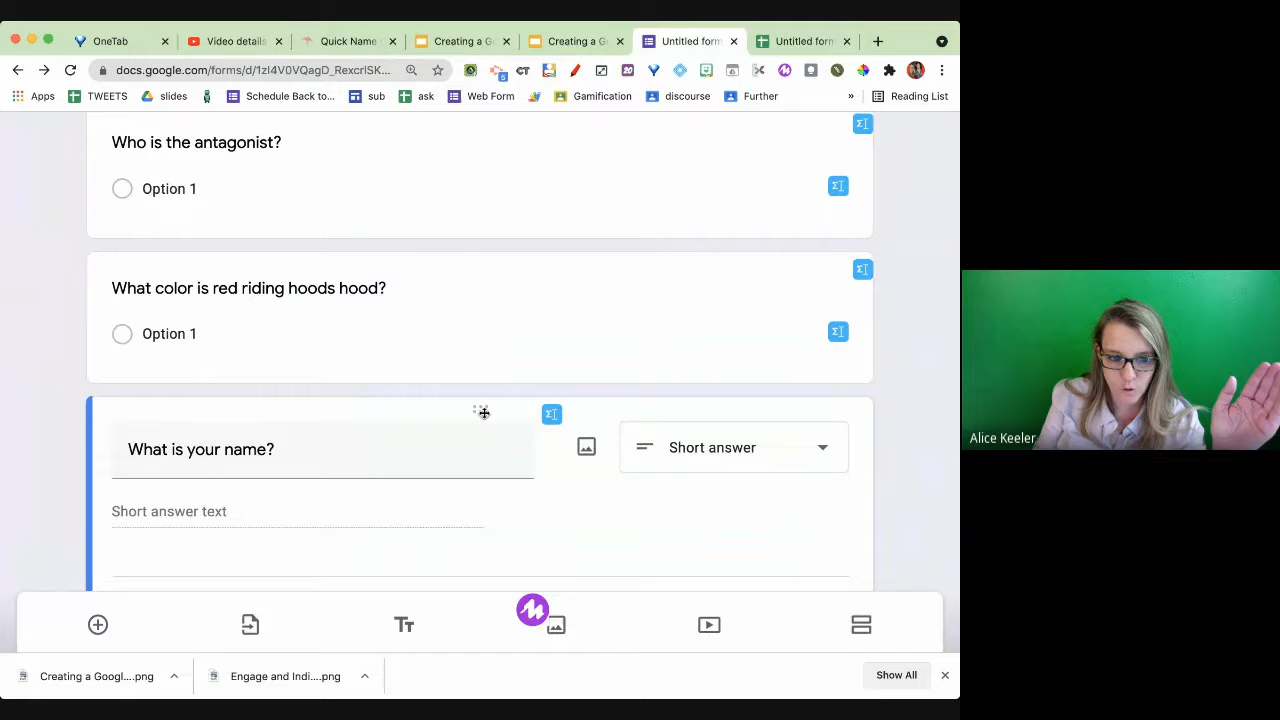 OneTab
Video details
Quick Name
Creating a G
Creating a G
Untitled form
Untitled form
docs.google.com/forms/d/1zI4V0VQagD_RexcrISK...
Apps
TWEETS
slides
Schedule Back to...
sub
ask
Web Form
Gamification
discourse
Further
»
Reading List
Who is the antagonist?
Option 1
What color is red riding hoods hood?
Option 1
What is your name?
Short answer
Short answer text
Alice Keeler
Creating a Googl....png
Engage and Indi....png
Show All